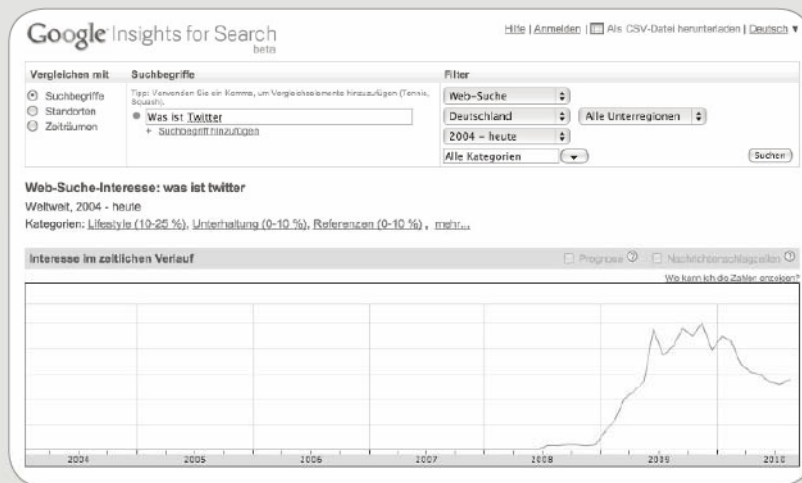 Google Insights for Search
beta
Hilfe | Anmelden | Als CSV-Datei herunterladen | Deutsch ▼
Vergleichen mit
Suchbegriffe
Filter
Suchbegriffe
Standorten
Zeiträumen
Tipp: Verwenden Sie ein Komma, um Vergleichselemente hinzuzufügen (Tennis, Squash).
Was ist Twitter
+ Suchbegriff hinzufügen
Web-Suche
Deutschland
Alle Unterregionen
2004 – heute
Alle Kategorien
Suchen
Web-Suche-Interesse: was ist twitter
Weltweit, 2004 - heute
Kategorien: Lifestyle (10-25 %), Unterhaltung (0-10 %), Referenzen (0-10 %) , mehr...
Interesse im zeitlichen Verlauf
Prognose ?
Nachrichtenschlagzeilen ?
Wie kann ich die Zahlen anzeigen?
2004 2005 2006 2007 2008 2009 2010